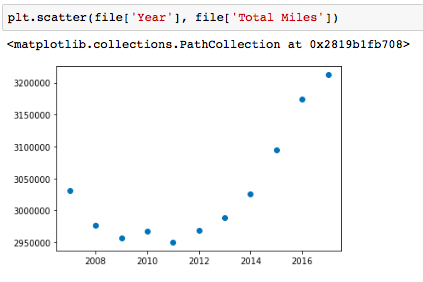 plt.scatter(file['Year'], file['Total Miles'])
<matplotlib.collections.PathCollection at 0x2819b1fb708>
3200000
3150000
3100000
3050000
3000000
2950000
2008 2010 2012 2014 2016